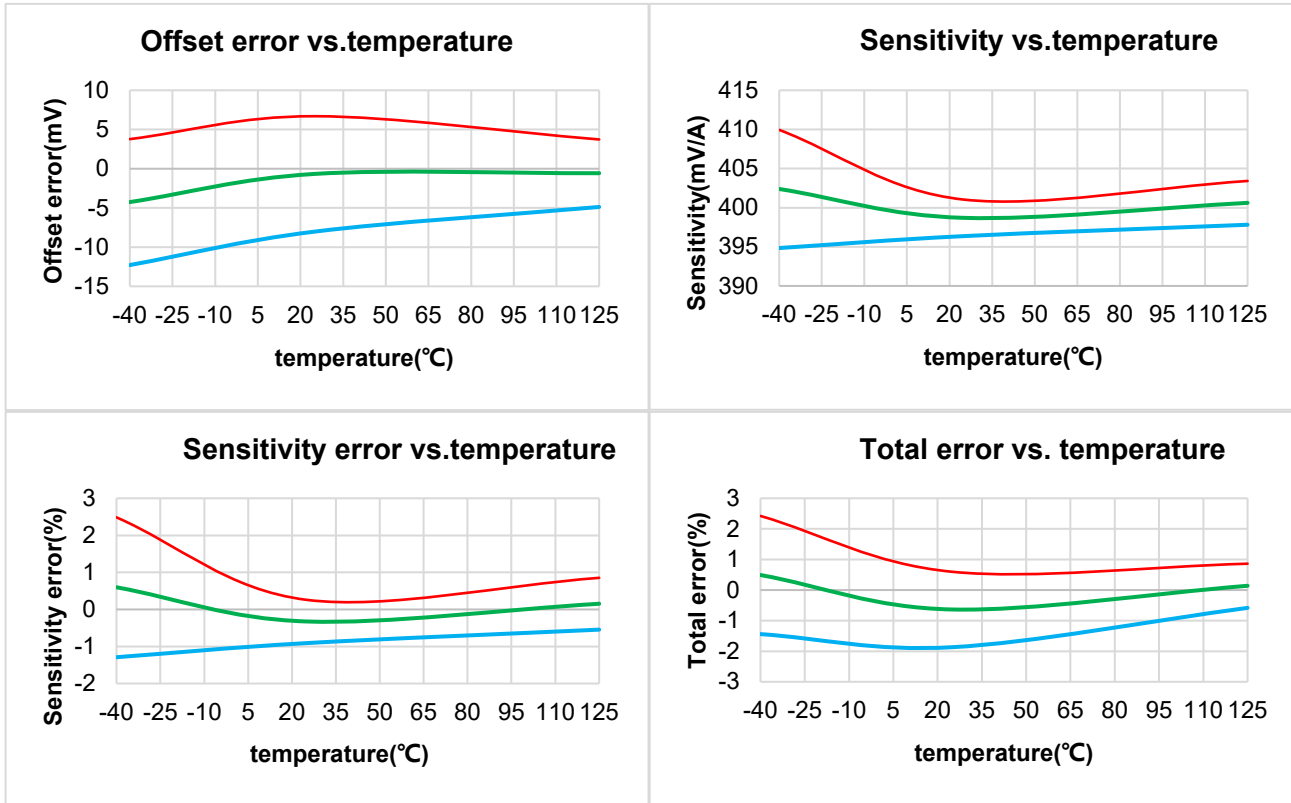 Offset error vs.temperature
Offset error(mV)
10
5
0
-5
-10
-15
-40 -25 -10 5 20 35 50 65 80 95 110 125
temperature(℃)
Sensitivity vs.temperature
Sensitivity(mV/A)
415
410
405
400
395
390
-40 -25 -10 5 20 35 50 65 80 95 110 125
temperature(℃)
Sensitivity error vs.temperature
Sensitivity error(%)
3
2
1
0
-1
-2
-40 -25 -10 5 20 35 50 65 80 95 110 125
temperature(℃)
Total error vs. temperature
Total error(%)
3
2
1
0
-1
-2
-3
-40 -25 -10 5 20 35 50 65 80 95 110 125
temperature(℃)